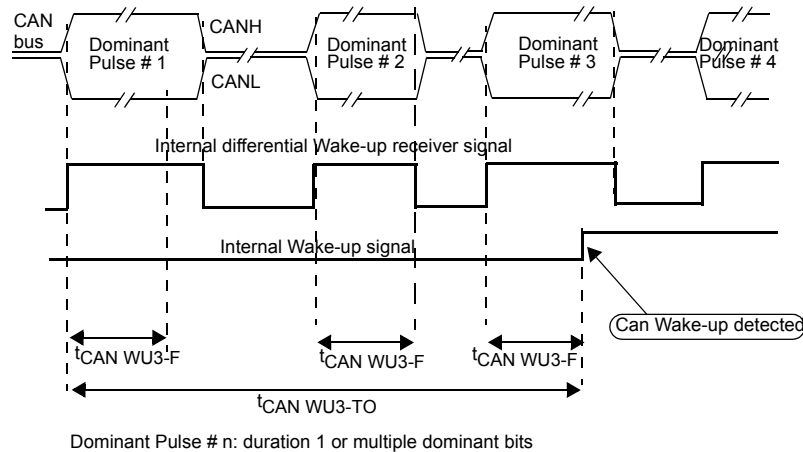 CAN
bus
CANH
CANL
Dominant
Pulse # 1
Dominant
Pulse # 2
Dominant
Pulse # 3
Dominant
Pulse # 4
Internal differential Wake-up receiver signal
Internal Wake-up signal
Can Wake-up detected
tCAN WU3-F
tCAN WU3-F
tCAN WU3-F
tCAN WU3-TO
Dominant Pulse # n: duration 1 or multiple dominant bits